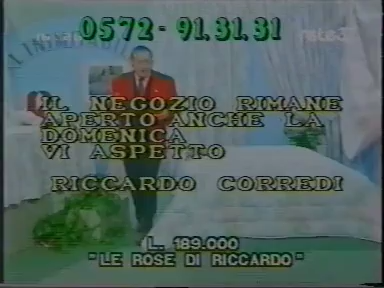 0572 - 91.31.31
IL NEGOZIO RIMANE
APERTO ANCHE LA
DOMENICA
VI ASPETTO
RICCARDO CORREDI
L. 189.000
"LE ROSE DI RICCARDO"